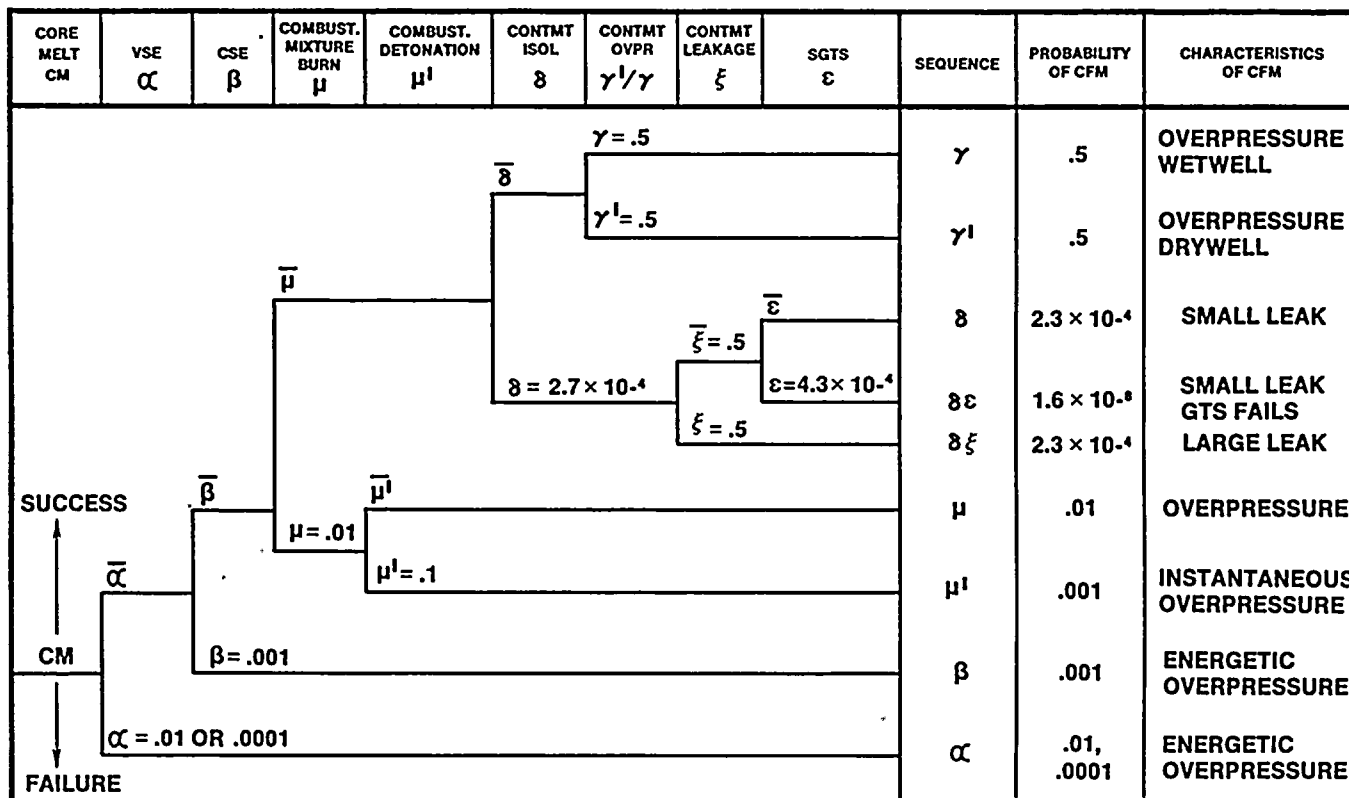 CORE
MELT
CM
VSE
α
CSE
β
COMBUST.
MIXTURE
BURN
μ
COMBUST.
DETONATION
μ'
CONTMT
ISOL
δ
CONTMT
OVPR
γ'/γ
CONTMT
LEAKAGE
ξ
SGTS
ε
SEQUENCE
PROBABILITY
OF CFM
CHARACTERISTICS
OF CFM
γ = .5
γ
.5
OVERPRESSURE
WETWELL
δ̅
γ' = .5
γ'
.5
OVERPRESSURE
DRYWELL
μ̅
ε̅
δ
2.3 × 10-⁴
SMALL LEAK
ξ̅ = .5
δ = 2.7 × 10-⁴
ε=4.3 × 10-⁴
δε
1.6 × 10-⁸
SMALL LEAK
GTS FAILS
ξ = .5
δξ
2.3 × 10-⁴
LARGE LEAK
SUCCESS
β̅
μ̅'
μ
.01
OVERPRESSURE
μ = .01
α̅
μ' = .1
μ'
.001
INSTANTANEOUS
OVERPRESSURE
CM
β = .001
β
.001
ENERGETIC
OVERPRESSURE
α = .01 OR .0001
α
.01,
.0001
ENERGETIC
OVERPRESSURE
FAILURE